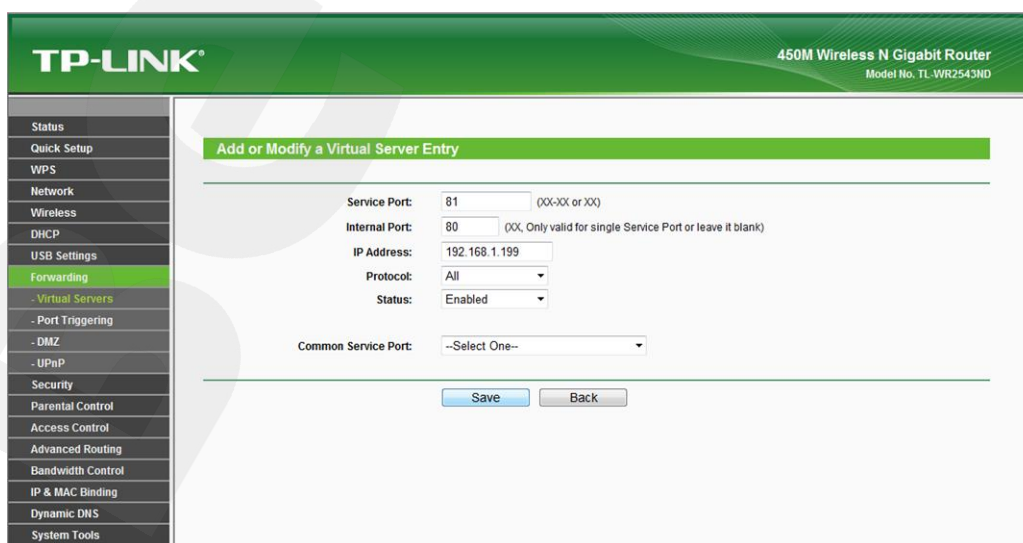 TP-LINK®
450M Wireless N Gigabit Router
Model No. TL-WR2543ND
Status
Quick Setup
WPS
Network
Wireless
DHCP
USB Settings
Forwarding
- Virtual Servers
- Port Triggering
- DMZ
- UPnP
Security
Parental Control
Access Control
Advanced Routing
Bandwidth Control
IP & MAC Binding
Dynamic DNS
System Tools
Add or Modify a Virtual Server Entry
Service Port: 81 (XX-XX or XX)
Internal Port: 80 (XX, Only valid for single Service Port or leave it blank)
IP Address: 192.168.1.199
Protocol: All
Status: Enabled
Common Service Port: --Select One--
Save Back